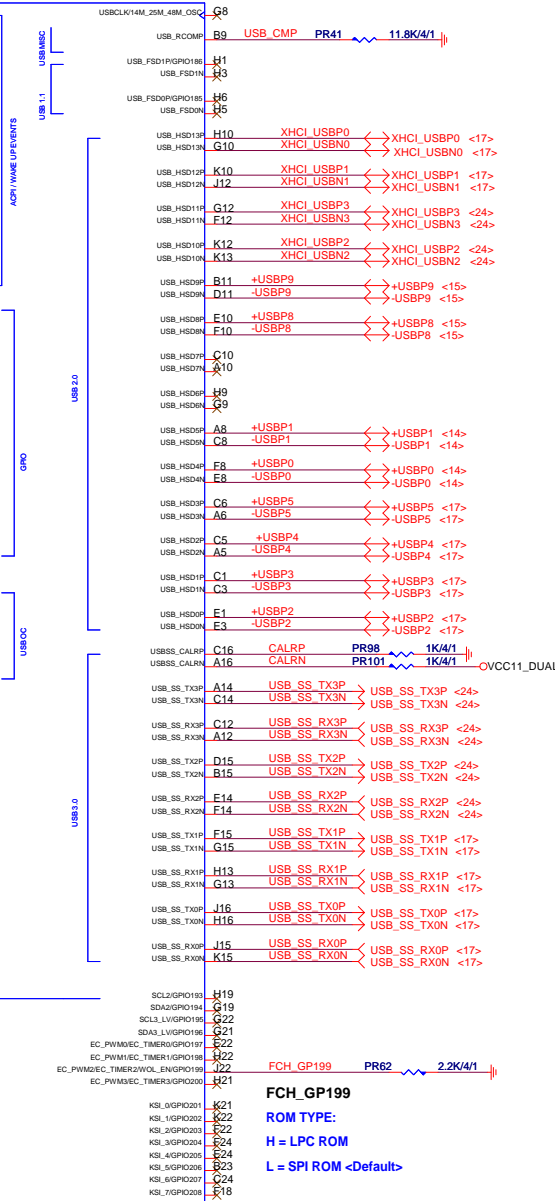 USBCLK/14M_25M_48M_OSC G8
USB_RCOMP B9 USB_CMP PR41 11.8K/4/1
USBMISC
USB_FSD1P/GPIO186 H1
USB_FSD1N H3
USB 1.1
USB_FSD0P/GPIO185 H6
USB_FSD0N H5
ACPI / WAKE UP EVENTS
USB_HSD13P H10 XHCI_USBP0 XHCI_USBP0 <17>
USB_HSD13N G10 XHCI_USBN0 XHCI_USBN0 <17>
USB_HSD12P K10 XHCI_USBP1 XHCI_USBP1 <17>
USB_HSD12N J12 XHCI_USBN1 XHCI_USBN1 <17>
USB_HSD11P G12 XHCI_USBP3 XHCI_USBP3 <24>
USB_HSD11N F12 XHCI_USBN3 XHCI_USBN3 <24>
USB_HSD10P K12 XHCI_USBP2 XHCI_USBP2 <24>
USB_HSD10N K13 XHCI_USBN2 XHCI_USBN2 <24>
USB_HSD9P B11 +USBP9 +USBP9 <15>
USB_HSD9N D11 -USBP9 -USBP9 <15>
USB_HSD8P E10 +USBP8 +USBP8 <15>
USB_HSD8N F10 -USBP8 -USBP8 <15>
USB_HSD7P C10
USB_HSD7N A10
USB 2.0
USB_HSD6P H9
USB_HSD6N G9
USB_HSD5P A8 +USBP1 +USBP1 <14>
USB_HSD5N C8 -USBP1 -USBP1 <14>
GPIO
USB_HSD4P F8 +USBP0 +USBP0 <14>
USB_HSD4N E8 -USBP0 -USBP0 <14>
USB_HSD3P C6 +USBP5 +USBP5 <17>
USB_HSD3N A6 -USBP5 -USBP5 <17>
USB_HSD2P C5 +USBP4 +USBP4 <17>
USB_HSD2N A5 -USBP4 -USBP4 <17>
USB_HSD1P C1 +USBP3 +USBP3 <17>
USB_HSD1N C3 -USBP3 -USBP3 <17>
USB_HSD0P E1 +USBP2 +USBP2 <17>
USB_HSD0N E3 -USBP2 -USBP2 <17>
USBOC
USBSS_CALRP C16 CALRP PR98 1K/4/1
USBSS_CALRN A16 CALRN PR101 1K/4/1 VCC11_DUAL
USB_SS_TX3P A14 USB_SS_TX3P USB_SS_TX3P <24>
USB_SS_TX3N C14 USB_SS_TX3N USB_SS_TX3N <24>
USB_SS_RX3P C12 USB_SS_RX3P USB_SS_RX3P <24>
USB_SS_RX3N A12 USB_SS_RX3N USB_SS_RX3N <24>
USB_SS_TX2P D15 USB_SS_TX2P USB_SS_TX2P <24>
USB_SS_TX2N B15 USB_SS_TX2N USB_SS_TX2N <24>
USB3.0
USB_SS_RX2P E14 USB_SS_RX2P USB_SS_RX2P <24>
USB_SS_RX2N F14 USB_SS_RX2N USB_SS_RX2N <24>
USB_SS_TX1P F15 USB_SS_TX1P USB_SS_TX1P <17>
USB_SS_TX1N G15 USB_SS_TX1N USB_SS_TX1N <17>
USB_SS_RX1P H13 USB_SS_RX1P USB_SS_RX1P <17>
USB_SS_RX1N G13 USB_SS_RX1N USB_SS_RX1N <17>
USB_SS_TX0P J16 USB_SS_TX0P USB_SS_TX0P <17>
USB_SS_TX0N H16 USB_SS_TX0N USB_SS_TX0N <17>
USB_SS_RX0P J15 USB_SS_RX0P USB_SS_RX0P <17>
USB_SS_RX0N K15 USB_SS_RX0N USB_SS_RX0N <17>
SCL2/GPIO193 H19
SDA2/GPIO194 G19
SCL3_LV/GPIO195 G22
SDA3_LV/GPIO196 G21
EC_PWM0/EC_TIMER0/GPIO197 E22
EC_PWM1/EC_TIMER1/GPIO198 H22
EC_PWM2/EC_TIMER2/WOL_EN/GPIO199 J22 FCH_GP199 PR62 2.2K/4/1
EC_PWM3/EC_TIMER3/GPIO200 H21
FCH_GP199
KSI_0/GPIO201 K21
KSI_1/GPIO202 K22
ROM TYPE:
KSI_2/GPIO203 F22
KSI_3/GPIO204 F24
H = LPC ROM
KSI_4/GPIO205 E24
KSI_5/GPIO206 B23
L = SPI ROM <Default>
KSI_6/GPIO207 C24
KSI_7/GPIO208 F18